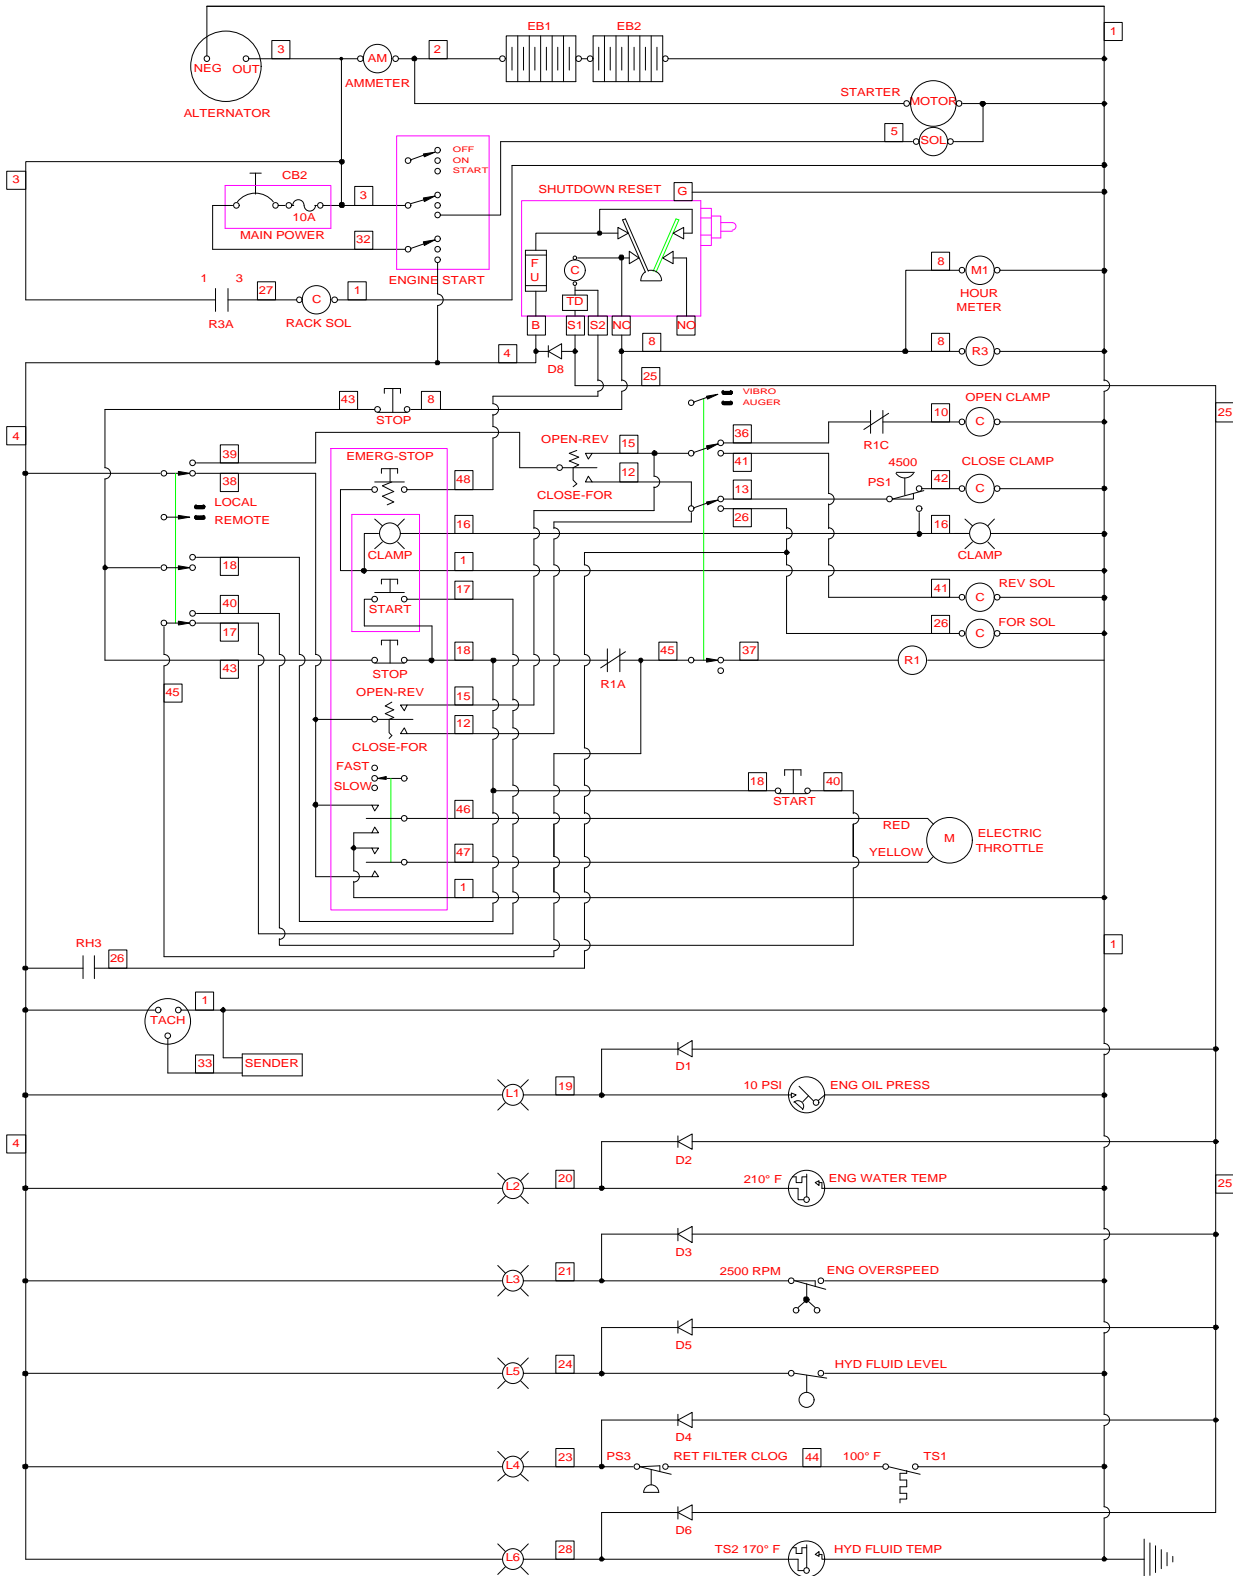 EB1
EB2
1
3
2
NEG
OUT
AM
AMMETER
ALTERNATOR
STARTER
MOTOR
5
SOL
OFF
ON
START
3
CB2
10A
MAIN POWER
3
32
ENGINE START
SHUTDOWN RESET
G
F
U
C
TD
B
S1
S2
NO
NO
8
M1
HOUR
METER
1
3
27
C
1
R3A
RACK SOL
4
D8
8
8
R3
25
43
8
STOP
VIBRO
AUGER
OPEN CLAMP
10
C
R1C
25
4
39
38
LOCAL
REMOTE
EMERG-STOP
48
OPEN-REV
15
12
CLOSE-FOR
36
41
13
26
4500
PS1
CLOSE CLAMP
42
C
16
CLAMP
16
CLAMP
1
18
17
START
40
17
41
C
REV SOL
26
C
FOR SOL
43
STOP
18
R1A
45
37
R1
45
OPEN-REV
15
12
CLOSE-FOR
FAST
SLOW
18
40
START
46
RED
M
ELECTRIC
THROTTLE
47
YELLOW
1
RH3
26
1
TACH
1
33
SENDER
D1
L1
19
10 PSI
ENG OIL PRESS
4
D2
L2
20
210° F
ENG WATER TEMP
25
D3
L3
21
2500 RPM
ENG OVERSPEED
D5
L5
24
HYD FLUID LEVEL
D4
L4
23
PS3
RET FILTER CLOG
44
100° F
TS1
D6
L6
28
TS2 170° F
HYD FLUID TEMP